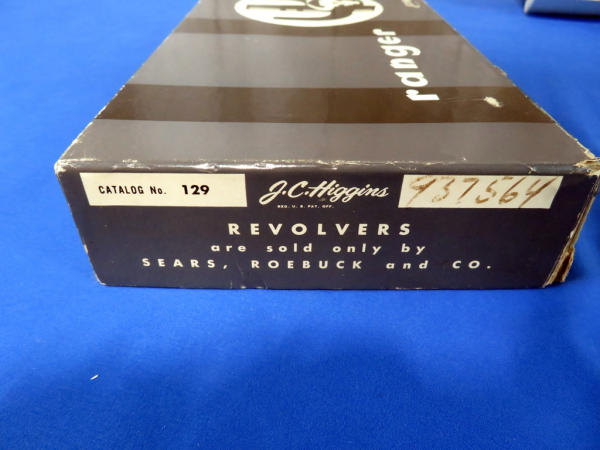 ranger
CATALOG No. 129 J.C.Higgins 937564
REG. U. S. PAT. OFF.
REVOLVERS
are sold only by
SEARS, ROEBUCK and CO.